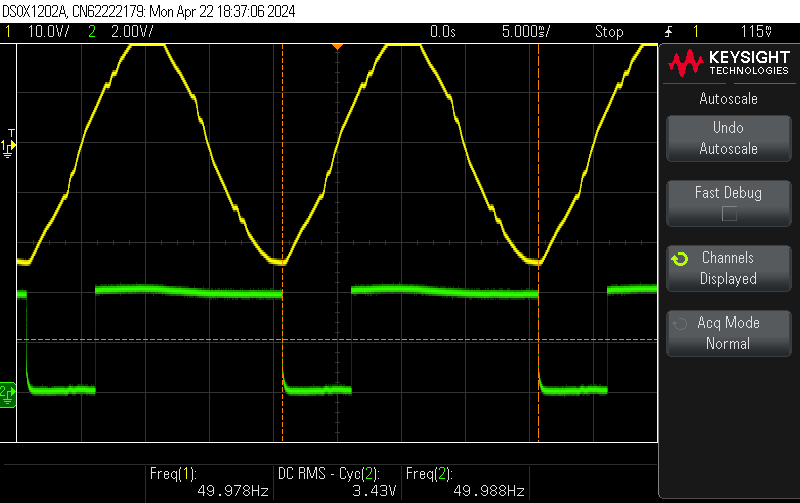 DSOX1202A, CN62222179: Mon Apr 22 18:37:06 2024
1 10.0V/ 2 2.00V/ 0.0s 5.000s/ Stop 1 115V
KEYSIGHT
TECHNOLOGIES
Autoscale
Undo
Autoscale
Fast Debug
Channels
Displayed
Acq Mode
Normal
T
1
2
Freq(1): DC RMS - Cyc(2): Freq(2):
49.978Hz 3.43V 49.988Hz